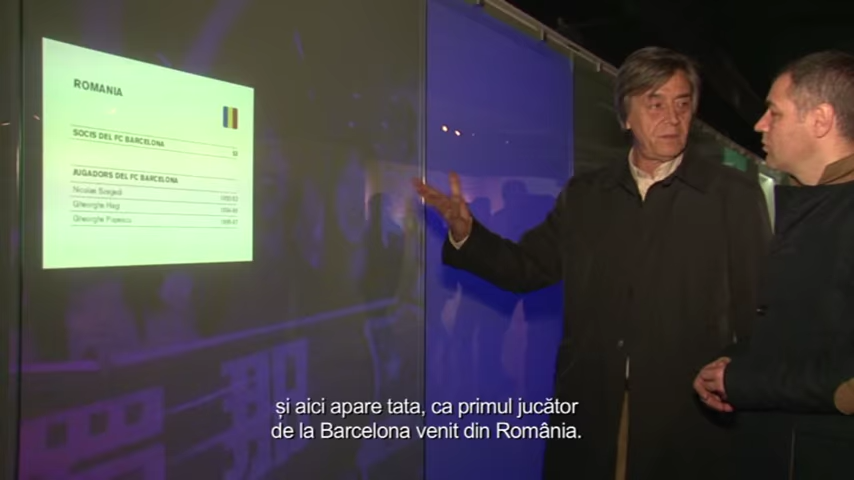 ROMANIA
SOCIS DEL FC BARCELONA
JUGADORS DEL FC BARCELONA
Nicolae Szegedi
Gheorghe Hagi
Gheorghe Popescu
și aici apare tata, ca primul jucător
de la Barcelona venit din România.